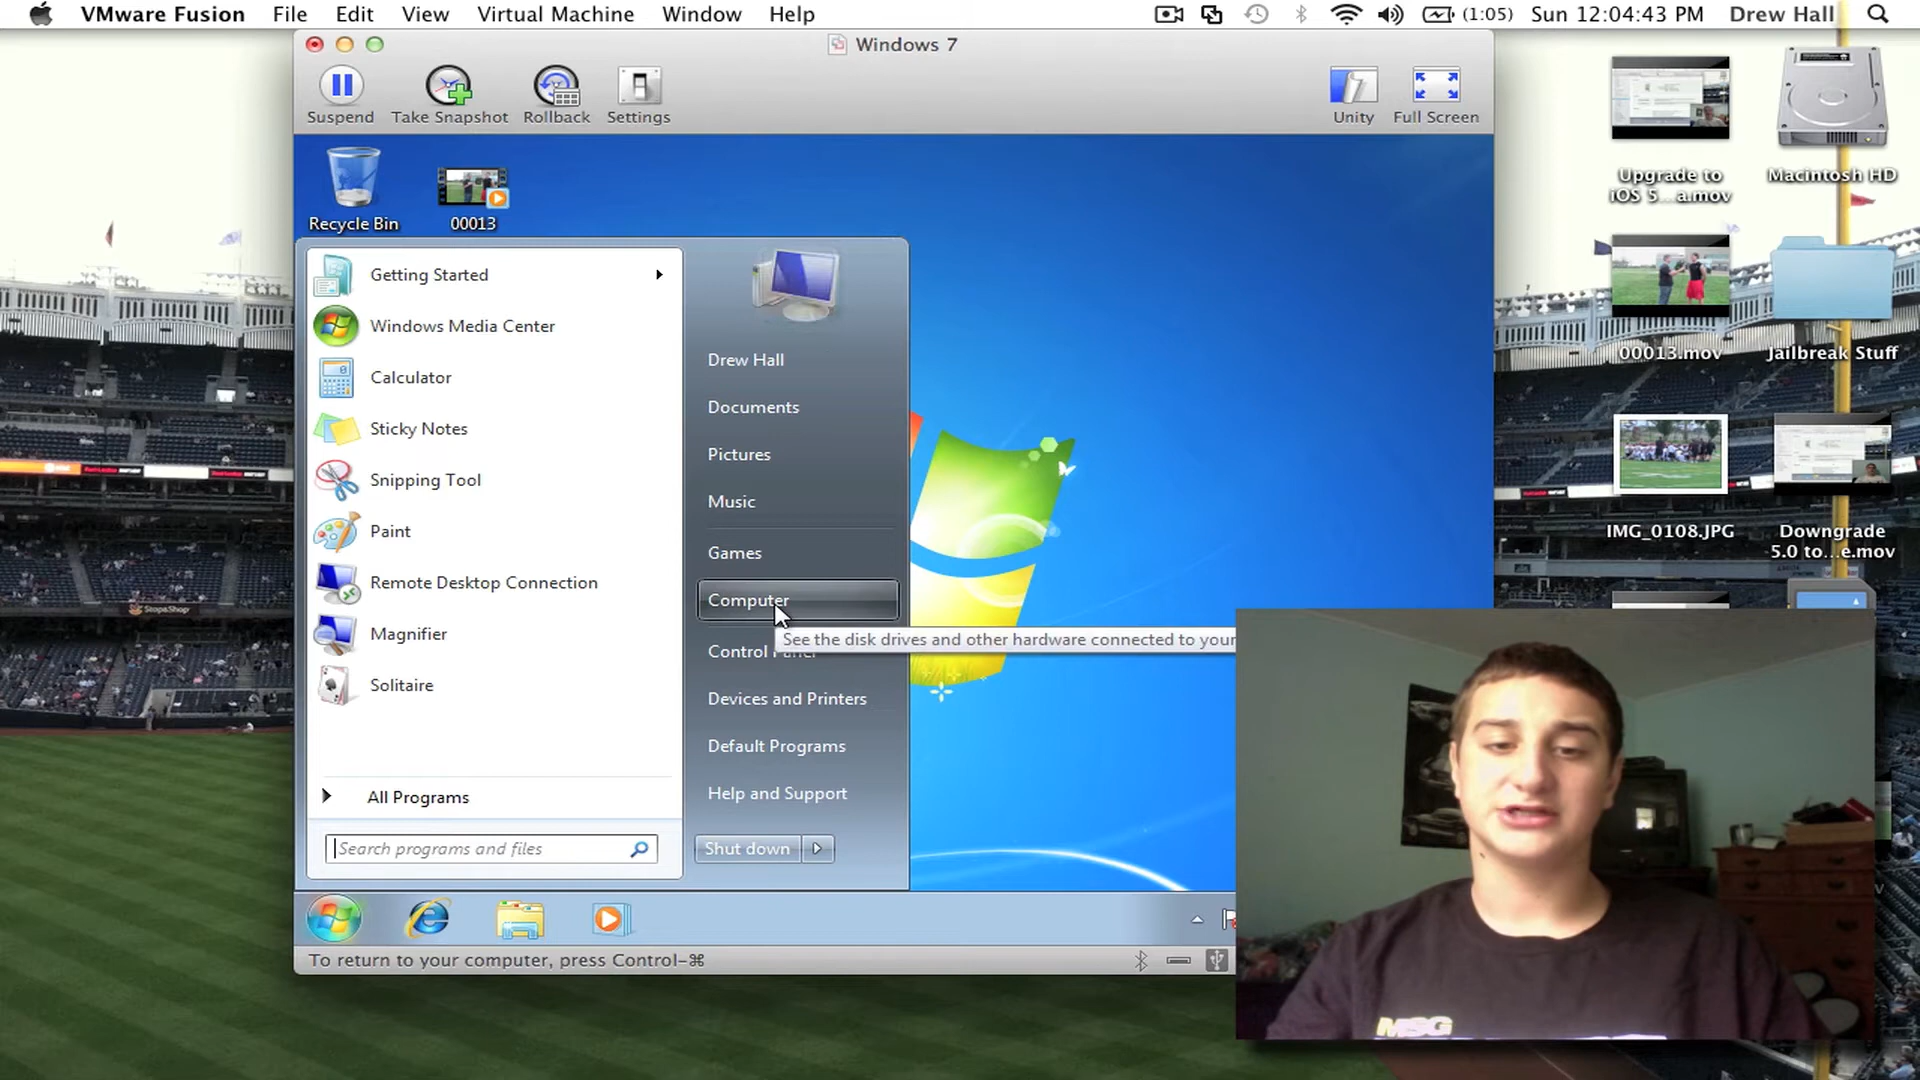 VMware Fusion File Edit View Virtual Machine Window Help (1:05) Sun 12:04:43 PM Drew Hall
Windows 7
Suspend Take Snapshot Rollback Settings Unity Full Screen
Recycle Bin
00013
Getting Started
Windows Media Center
Calculator
Sticky Notes
Snipping Tool
Paint
Remote Desktop Connection
Magnifier
Solitaire
All Programs
Search programs and files
Drew Hall
Documents
Pictures
Music
Games
Computer
See the disk drives and other hardware connected to your
Control
Devices and Printers
Default Programs
Help and Support
Shut down
To return to your computer, press Control-⌘
Upgrade to
iOS 5...a.mov
Macintosh HD
00013.mov
Jailbreak Stuff
IMG_0108.JPG
Downgrade
5.0 to...e.mov
Stop&Shop
MSG